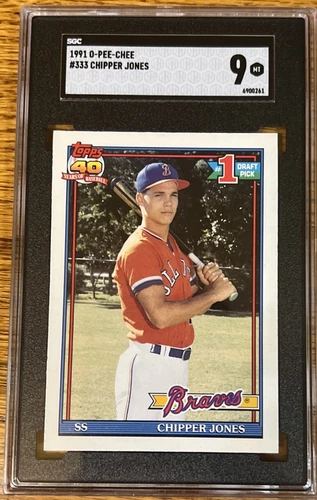 SGC
1991 O-PEE-CHEE
#333 CHIPPER JONES
9 MT
6900261
Topps
40
YEARS OF BASEBALL
#1 DRAFT PICK
B
Braves
SS CHIPPER JONES